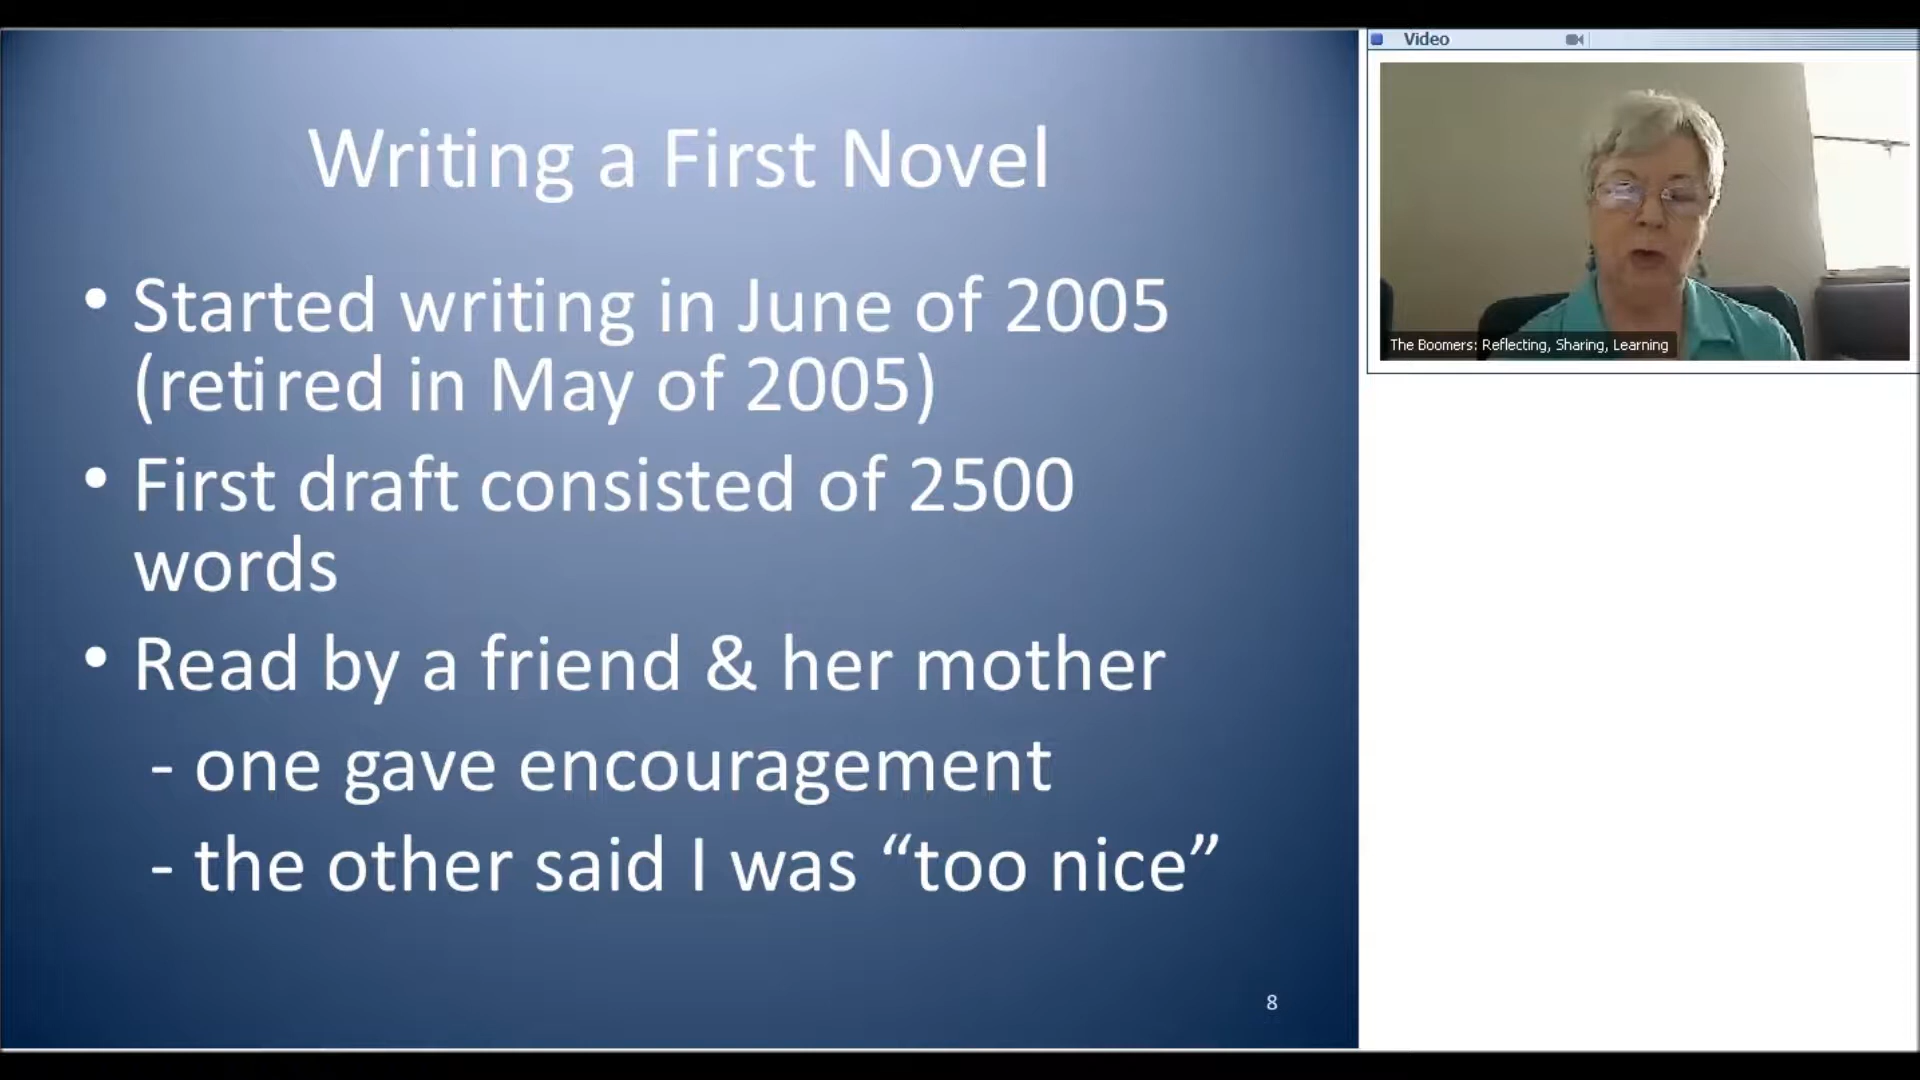 Writing a First Novel
• Started writing in June of 2005
(retired in May of 2005)
• First draft consisted of 2500
words
• Read by a friend & her mother
- one gave encouragement
- the other said I was “too nice”
8
Video
The Boomers: Reflecting, Sharing, Learning